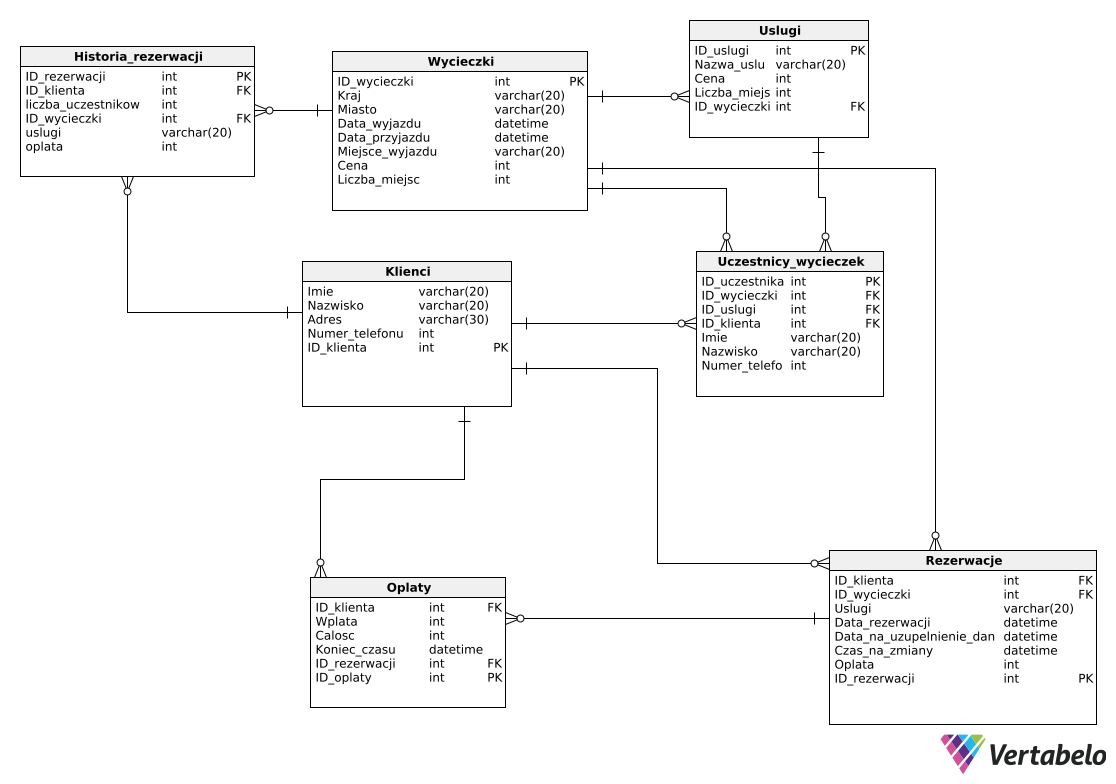 Historia_rezerwacji
ID_rezerwacji int PK
ID_klienta int FK
liczba_uczestnikow int
ID_wycieczki int FK
uslugi varchar(20)
oplata int
Wycieczki
ID_wycieczki int PK
Kraj varchar(20)
Miasto varchar(20)
Data_wyjazdu datetime
Data_przyjazdu datetime
Miejsce_wyjazdu varchar(20)
Cena int
Liczba_miejsc int
Uslugi
ID_uslugi int PK
Nazwa_uslu varchar(20)
Cena int
Liczba_miejs int
ID_wycieczki int FK
Klienci
Imie varchar(20)
Nazwisko varchar(20)
Adres varchar(30)
Numer_telefonu int
ID_klienta int PK
Uczestnicy_wycieczek
ID_uczestnika int PK
ID_wycieczki int FK
ID_uslugi int FK
ID_klienta int FK
Imie varchar(20)
Nazwisko varchar(20)
Numer_telefo int
Oplaty
ID_klienta int FK
Wplata int
Calosc int
Koniec_czasu datetime
ID_rezerwacji int FK
ID_oplaty int PK
Rezerwacje
ID_klienta int FK
ID_wycieczki int FK
Uslugi varchar(20)
Data_rezerwacji datetime
Data_na_uzupelnienie_dan datetime
Czas_na_zmiany datetime
Oplata int
ID_rezerwacji int PK
Vertabelo